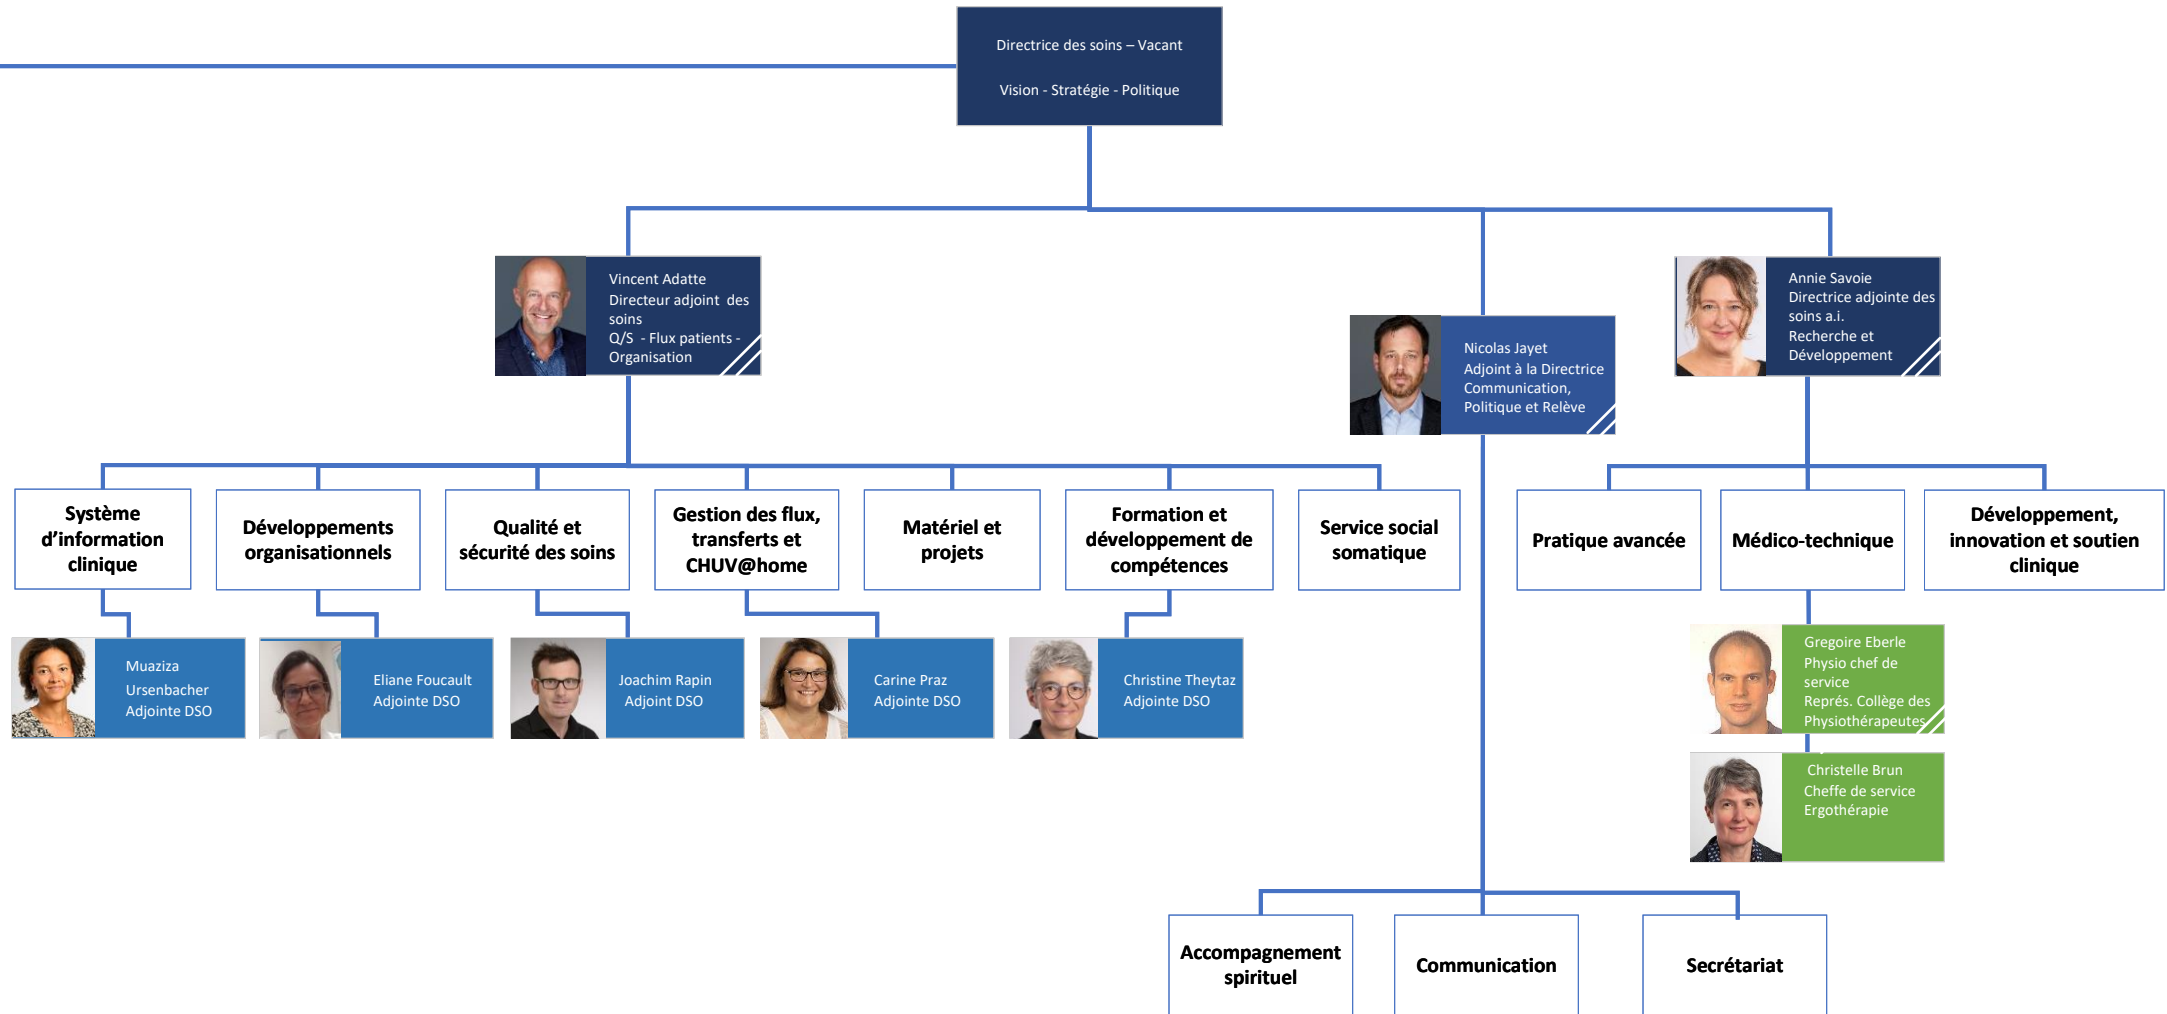 Directrice des soins – Vacant
Vision - Stratégie - Politique
Vincent Adatte
Directeur adjoint des
soins
Q/S - Flux patients -
Organisation
Nicolas Jayet
Adjoint à la Directrice
Communication,
Politique et Relève
Annie Savoie
Directrice adjointe des
soins a.i.
Recherche et
Développement
Système
d’information
clinique
Développements
organisationnels
Qualité et
sécurité des soins
Gestion des flux,
transferts et
CHUV@home
Matériel et
projets
Formation et
développement de
compétences
Service social
somatique
Pratique avancée
Médico-technique
Développement,
innovation et soutien
clinique
Muaziza
Ursenbacher
Adjointe DSO
Eliane Foucault
Adjointe DSO
Joachim Rapin
Adjoint DSO
Carine Praz
Adjointe DSO
Christine Theytaz
Adjointe DSO
Gregoire Eberle
Physio chef de
service
Représ. Collège des
Physiothérapeutes
Christelle Brun
Cheffe de service
Ergothérapie
Accompagnement
spirituel
Communication
Secrétariat